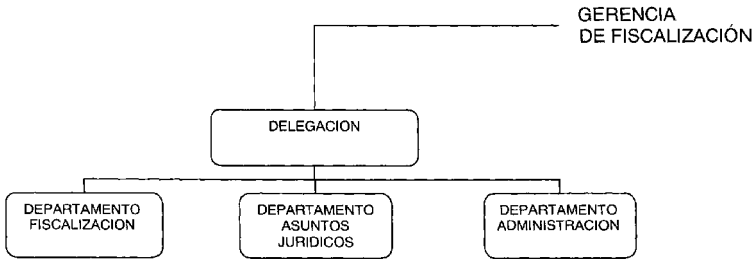 GERENCIA
DE FISCALIZACIÓN
DELEGACION
DEPARTAMENTO
FISCALIZACION
DEPARTAMENTO
ASUNTOS
JURIDICOS
DEPARTAMENTO
ADMINISTRACION